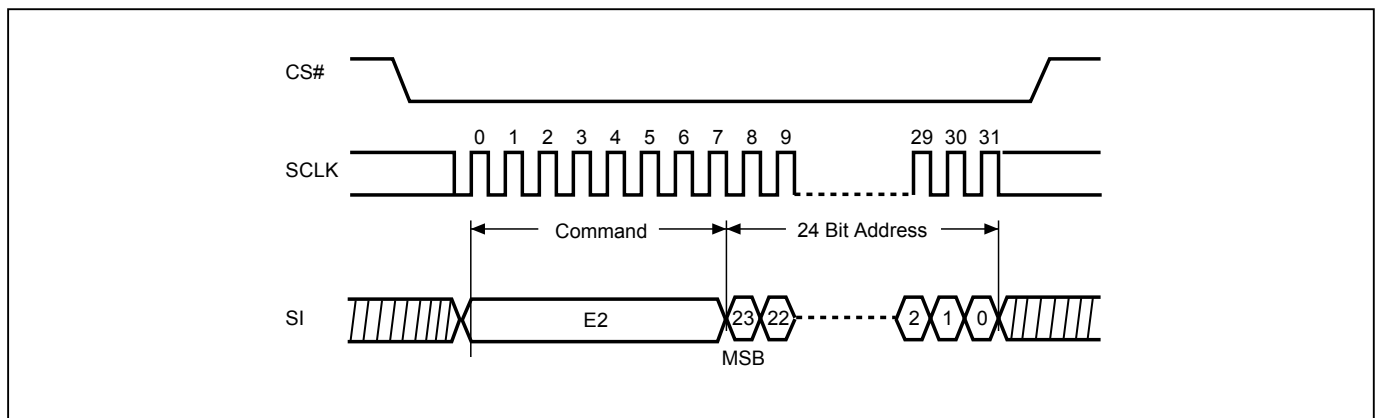 CS#
0 1 2 3 4 5 6 7 8 9 29 30 31
SCLK
Command 24 Bit Address
SI E2 23 22 2 1 0
MSB